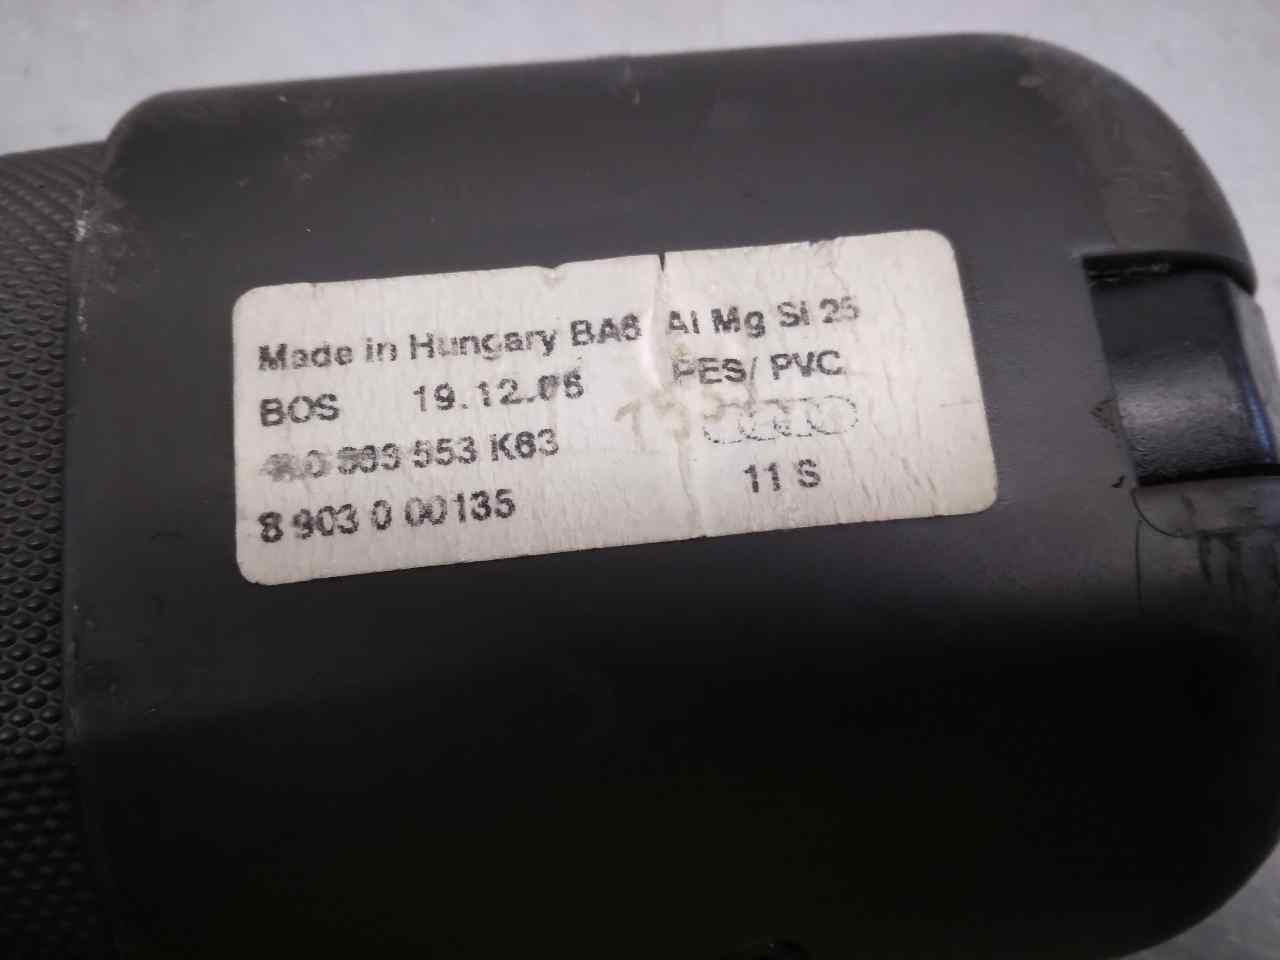 Made in Hungary BA6 Al Mg Si 25
BOS 19.12.06 PES/ PVC
553 K63
8 903 0 00135 11 S